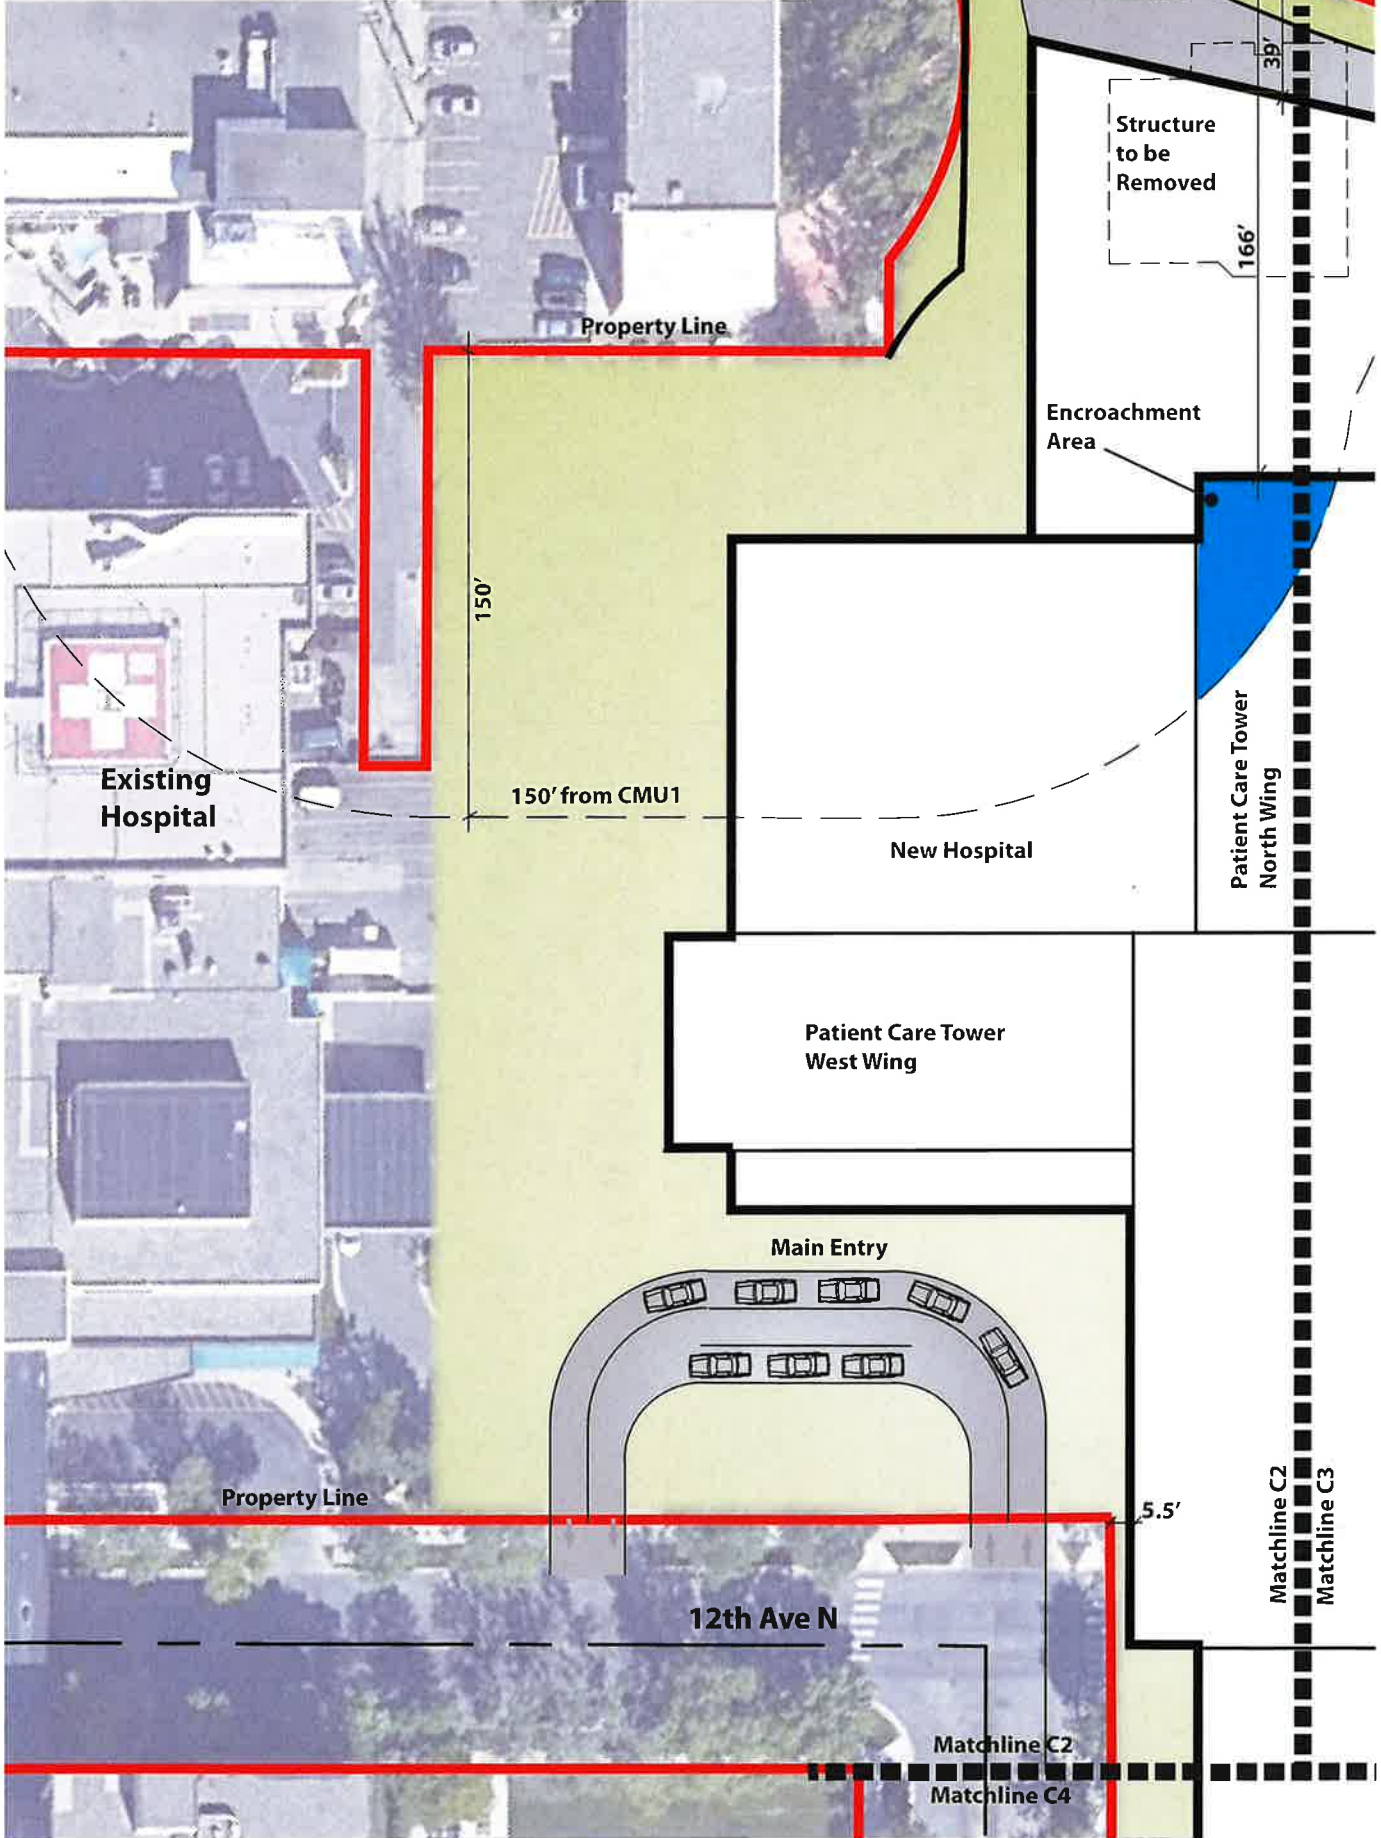 39'
Structure
to be
Removed
166'
Property Line
Encroachment
Area
150'
Existing
Hospital
150' from CMU1
New Hospital
Patient Care Tower
North Wing
Patient Care Tower
West Wing
Main Entry
Property Line
5.5'
Matchline C2
Matchline C3
12th Ave N
Matchline C2
Matchline C4